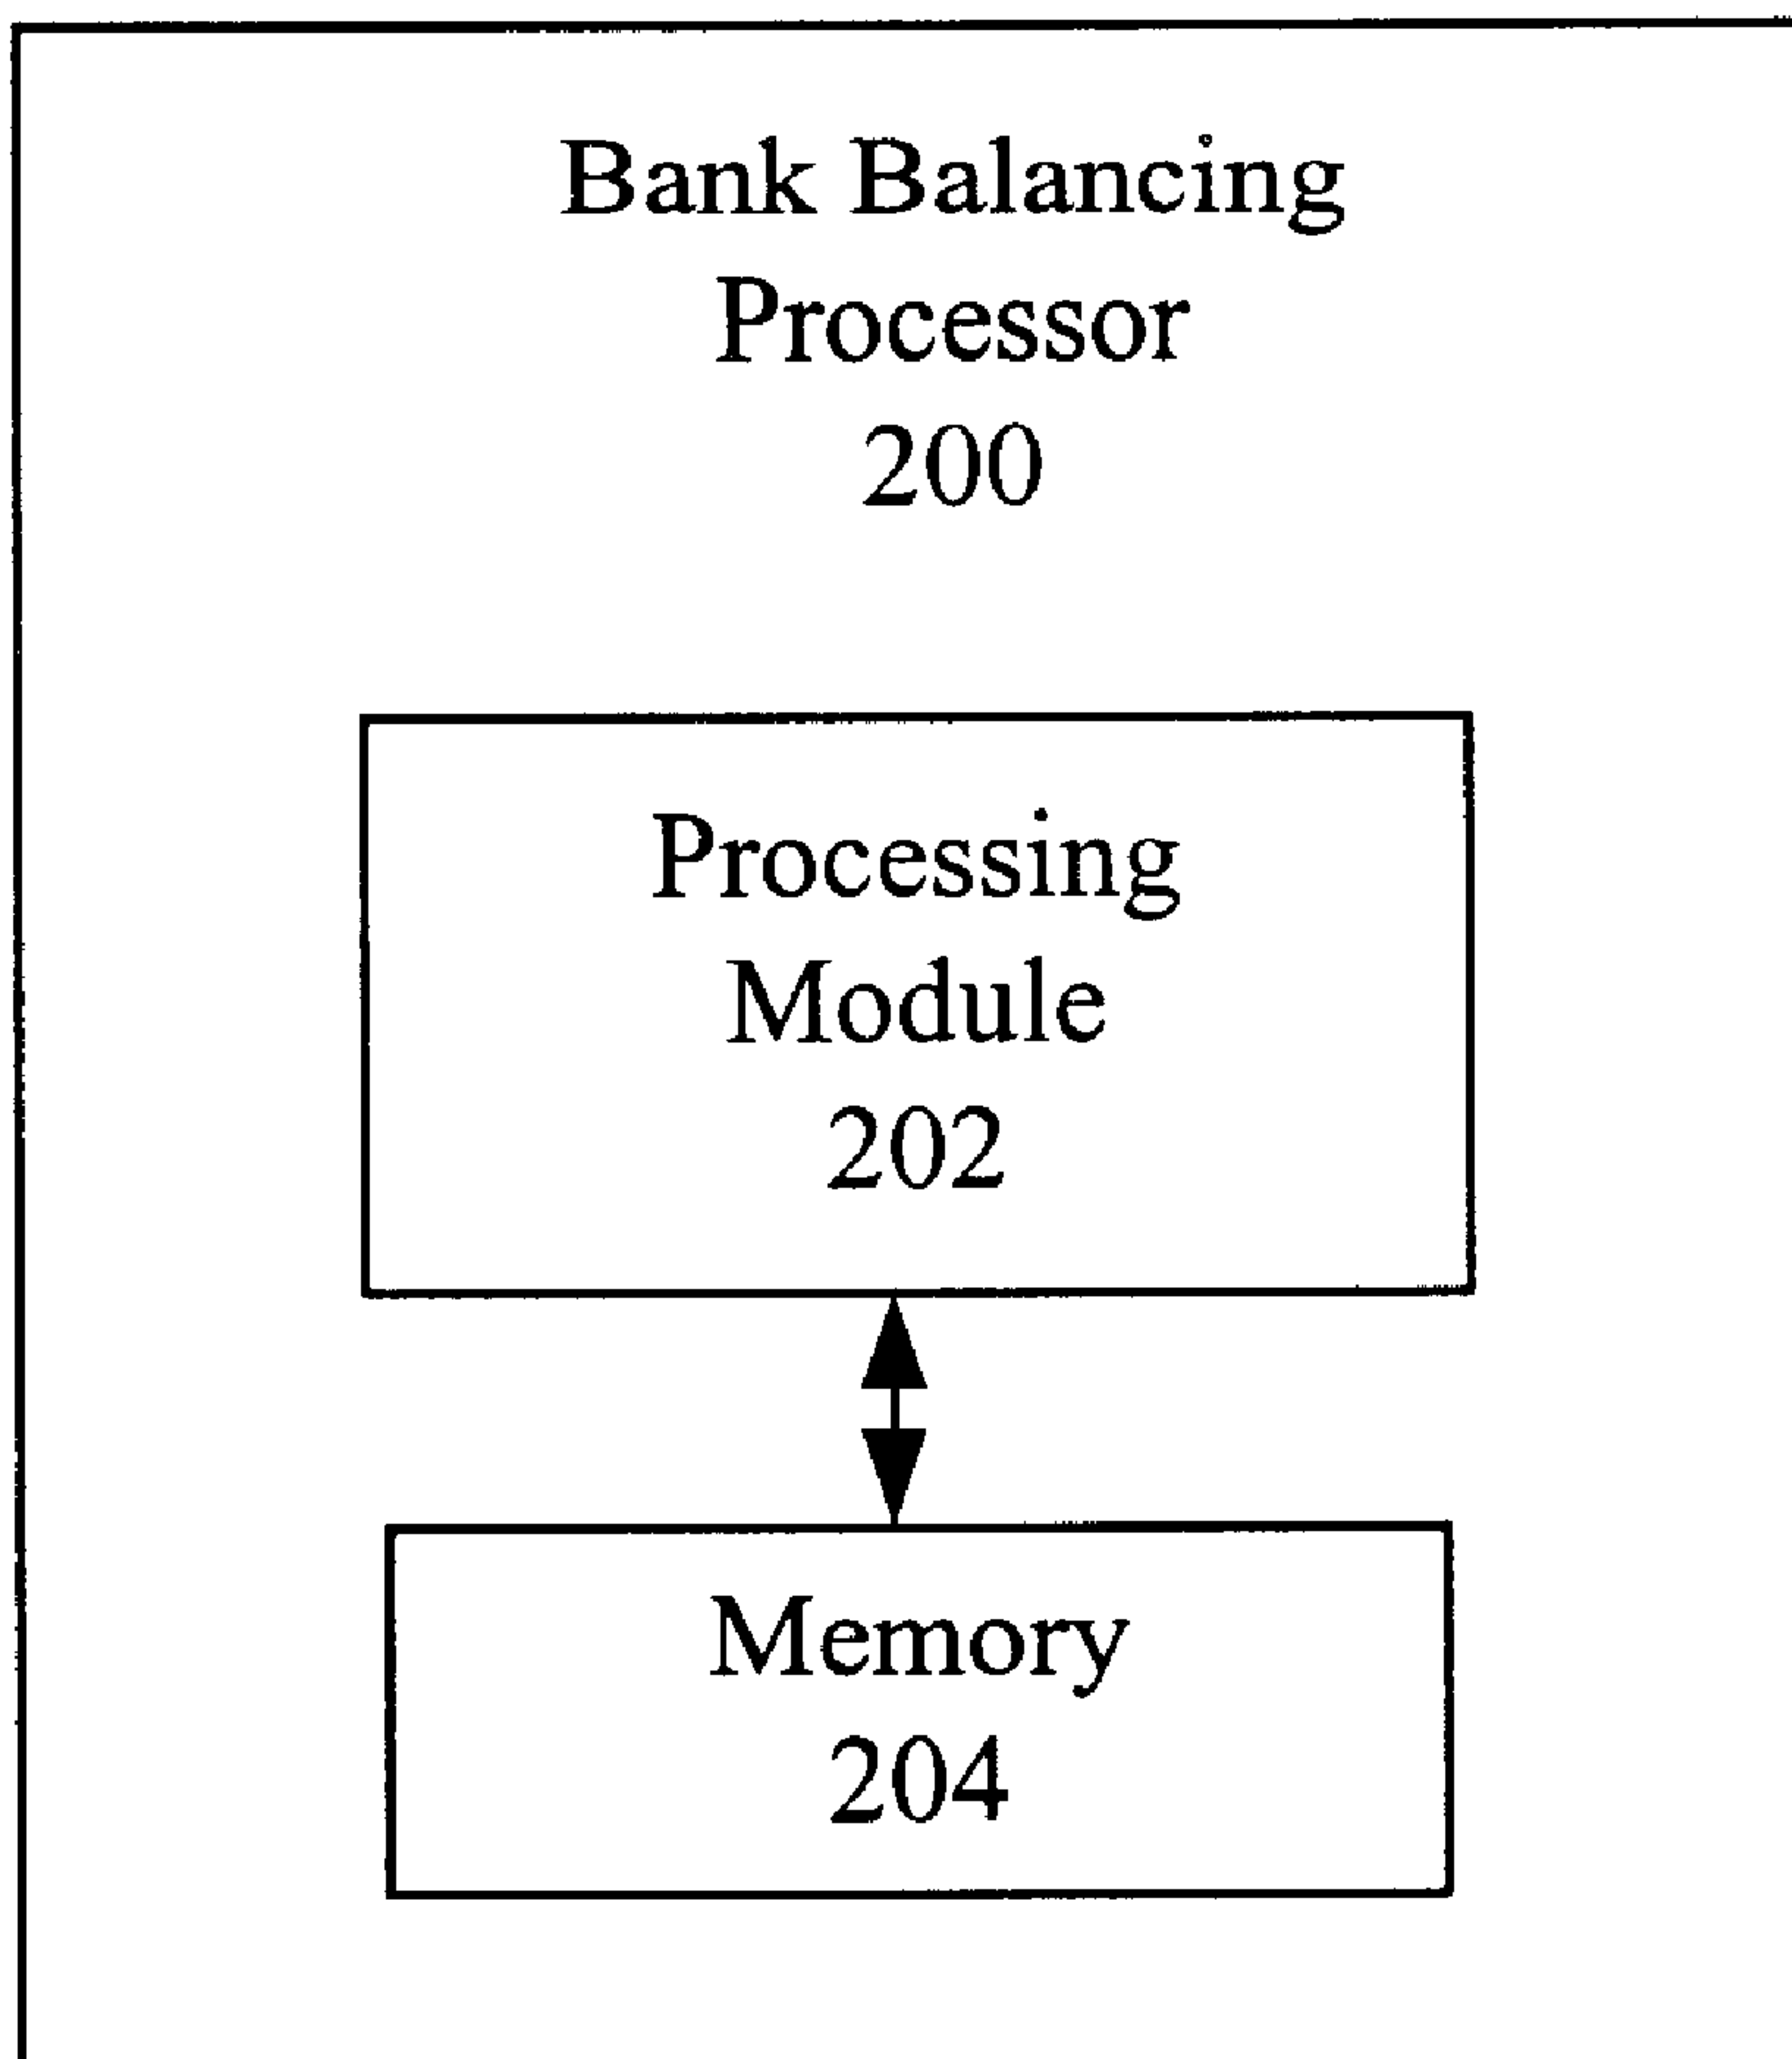 Bank Balancing
Processor
200
Processing
Module
202
Memory
204